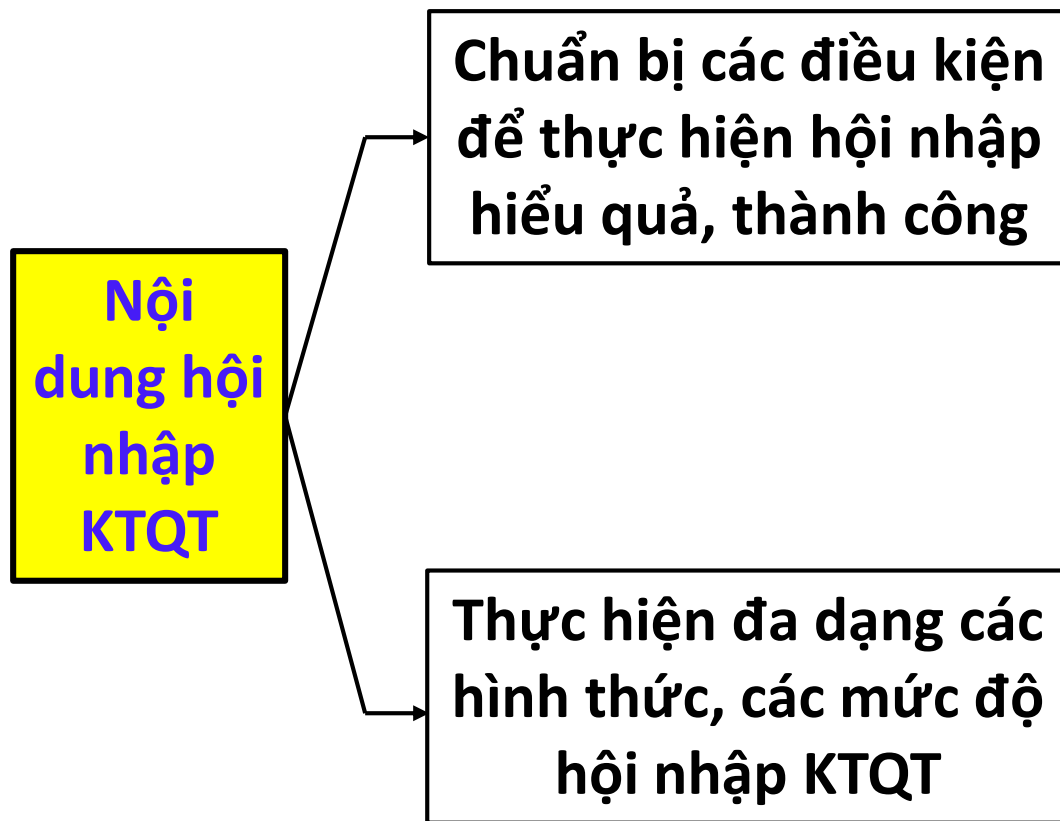 Chuẩn bị các điều kiện
để thực hiện hội nhập
hiểu quả, thành công
Nội
dung hội
nhập
KTQT
Thực hiện đa dạng các
hình thức, các mức độ
hội nhập KTQT